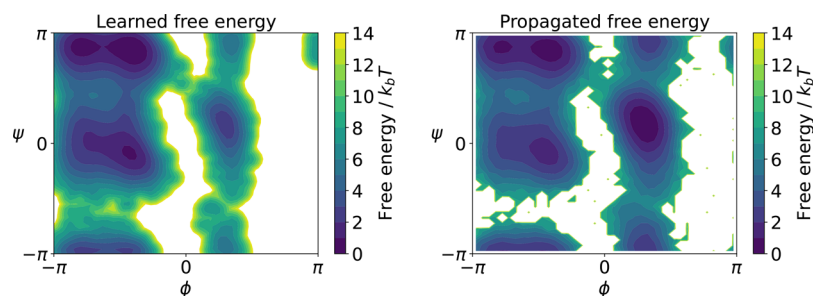 Learned free energy
π
ψ
0
−π
−π
0
π
ϕ
14
12
10
8
6
4
2
0
Free energy / k_bT
Propagated free energy
π
ψ
0
−π
−π
0
π
ϕ
14
12
10
8
6
4
2
0
Free energy / k_bT